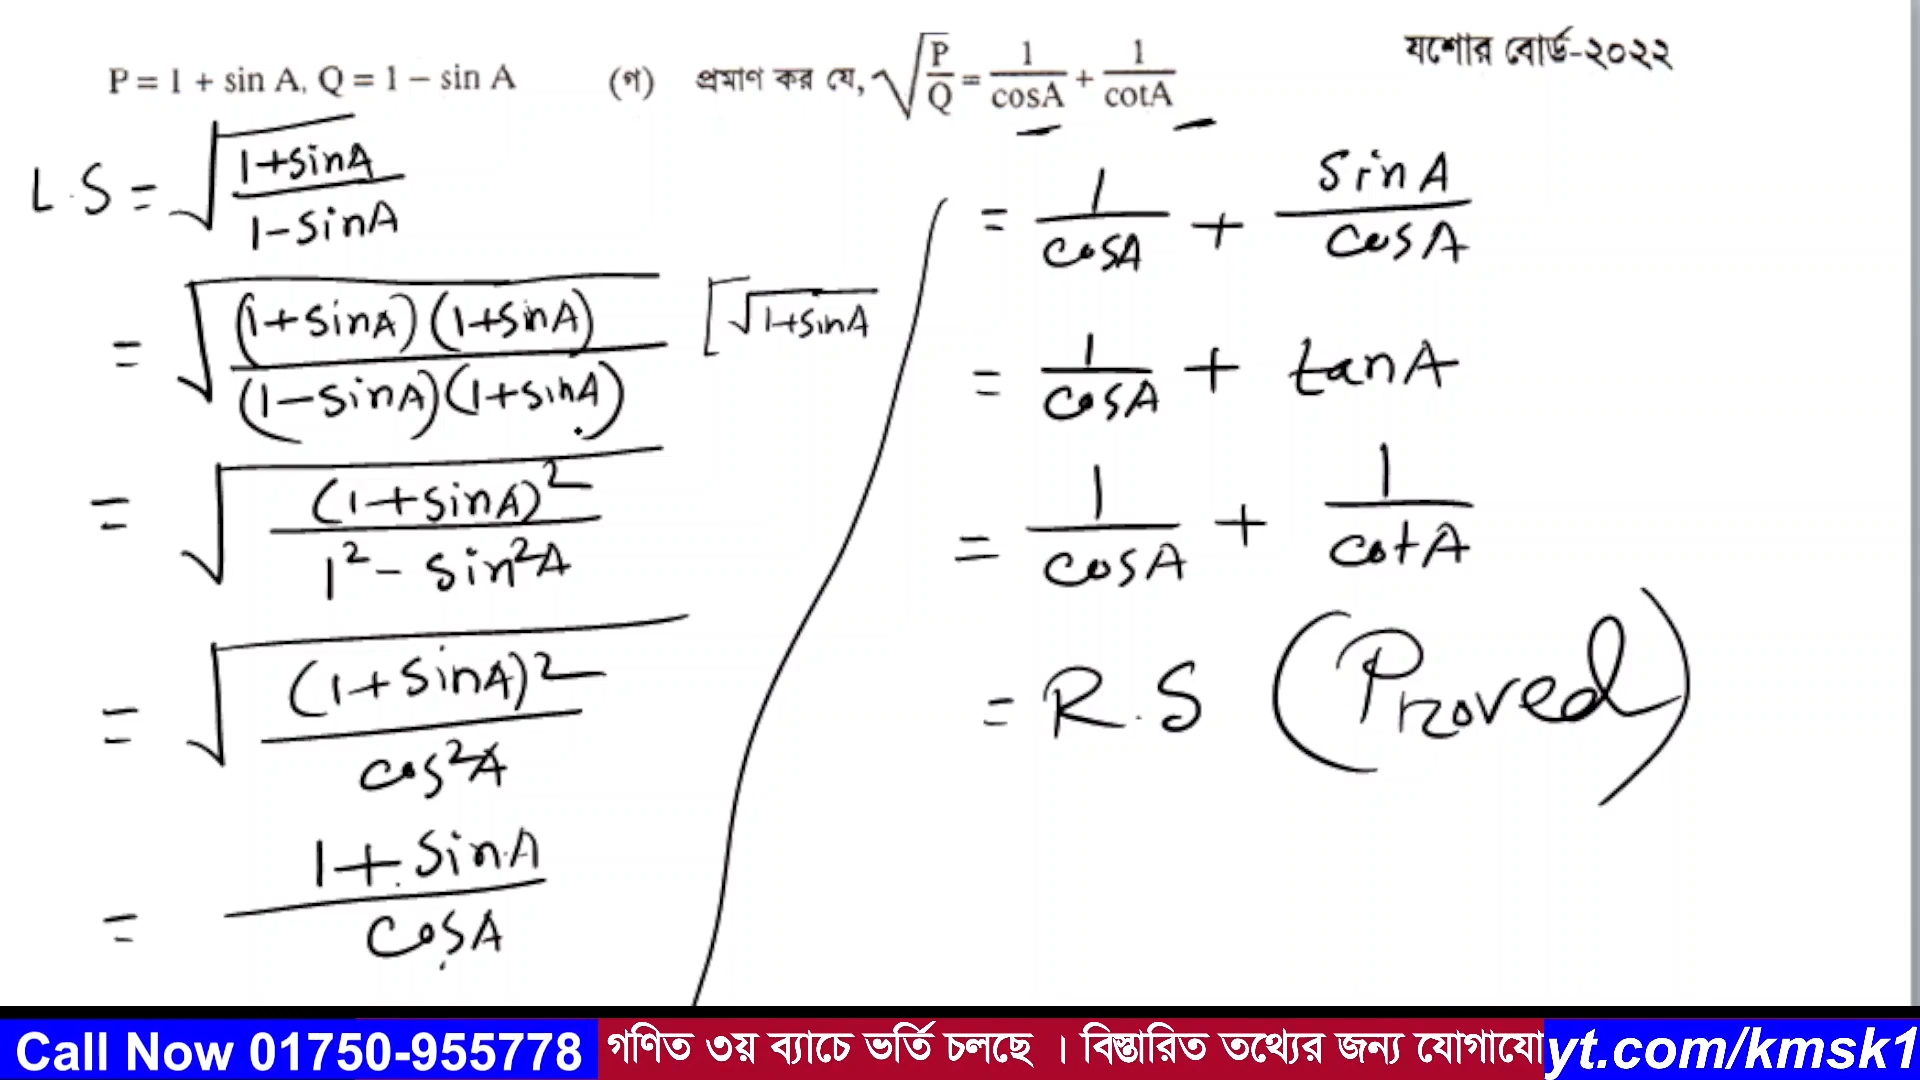 যশোর বোর্ড-২০২২
P = 1 + sin A, Q = 1 – sin A (গ) প্রমাণ কর যে, √(P/Q) = 1/cosA + 1/cotA
L.S = √((1+sinA)/(1-sinA))
= √((1+sinA)(1+sinA)/(1-sinA)(1+sinA)) [√(1+sinA)
= √((1+sinA)²/(1²-sin²A))
= √((1+sinA)²/cos²A)
= (1+sinA)/cosA
= 1/cosA + sinA/cosA
= 1/cosA + tanA
= 1/cosA + 1/cotA
= R.S (Proved)
Call Now 01750-955778 গণিত ৩য় ব্যাচে ভর্তি চলছে । বিস্তারিত তথ্যের জন্য যোগাযো yt.com/kmsk1